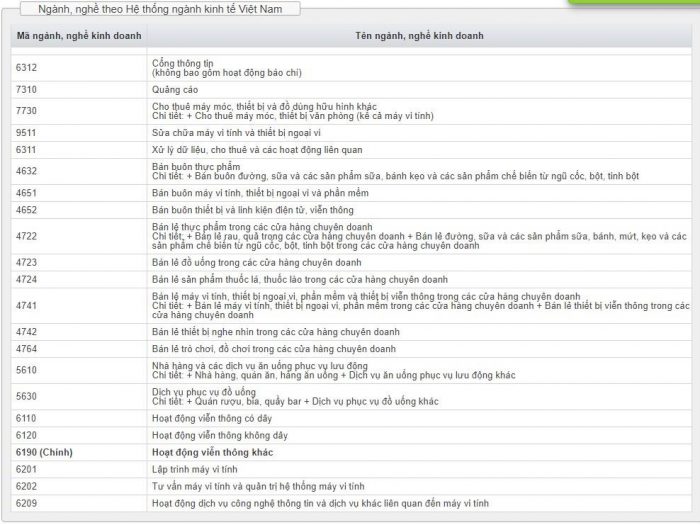 Ngành, nghề theo Hệ thống ngành kinh tế Việt Nam
Mã ngành, nghề kinh doanh Tên ngành, nghề kinh doanh
6312 Cổng thông tin
(không bao gồm hoạt động báo chí)
7310 Quảng cáo
7730 Cho thuê máy móc, thiết bị và đồ dùng hữu hình khác
Chi tiết: + Cho thuê máy móc, thiết bị văn phòng (kể cả máy vi tính)
9511 Sửa chữa máy vi tính và thiết bị ngoại vi
6311 Xử lý dữ liệu, cho thuê và các hoạt động liên quan
4632 Bán buôn thực phẩm
Chi tiết: + Bán buôn đường, sữa và các sản phẩm sữa, bánh kẹo và các sản phẩm chế biến từ ngũ cốc, bột, tinh bột
4651 Bán buôn máy vi tính, thiết bị ngoại vi và phần mềm
4652 Bán buôn thiết bị và linh kiện điện tử, viễn thông
4722 Bán lẻ thực phẩm trong các cửa hàng chuyên doanh
Chi tiết: + Bán lẻ rau, quả trong các cửa hàng chuyên doanh + Bán lẻ đường, sữa và các sản phẩm sữa, bánh, mứt, kẹo và các
sản phẩm chế biến từ ngũ cốc, bột, tinh bột trong các cửa hàng chuyên doanh
4723 Bán lẻ đồ uống trong các cửa hàng chuyên doanh
4724 Bán lẻ sản phẩm thuốc lá, thuốc lào trong các cửa hàng chuyên doanh
4741 Bán lẻ máy vi tính, thiết bị ngoại vi, phần mềm và thiết bị viễn thông trong các cửa hàng chuyên doanh
Chi tiết: + Bán lẻ máy vi tính, thiết bị ngoại vi, phần mềm trong các cửa hàng chuyên doanh + Bán lẻ thiết bị viễn thông trong các
cửa hàng chuyên doanh
4742 Bán lẻ thiết bị nghe nhìn trong các cửa hàng chuyên doanh
4764 Bán lẻ trò chơi, đồ chơi trong các cửa hàng chuyên doanh
5610 Nhà hàng và các dịch vụ ăn uống phục vụ lưu động
Chi tiết: + Nhà hàng, quán ăn, hàng ăn uống + Dịch vụ ăn uống phục vụ lưu động khác
5630 Dịch vụ phục vụ đồ uống
Chi tiết: + Quán rượu, bia, quầy bar + Dịch vụ phục vụ đồ uống khác
6110 Hoạt động viễn thông có dây
6120 Hoạt động viễn thông không dây
6190 (Chính) Hoạt động viễn thông khác
6201 Lập trình máy vi tính
6202 Tư vấn máy vi tính và quản trị hệ thống máy vi tính
6209 Hoạt động dịch vụ công nghệ thông tin và dịch vụ khác liên quan đến máy vi tính